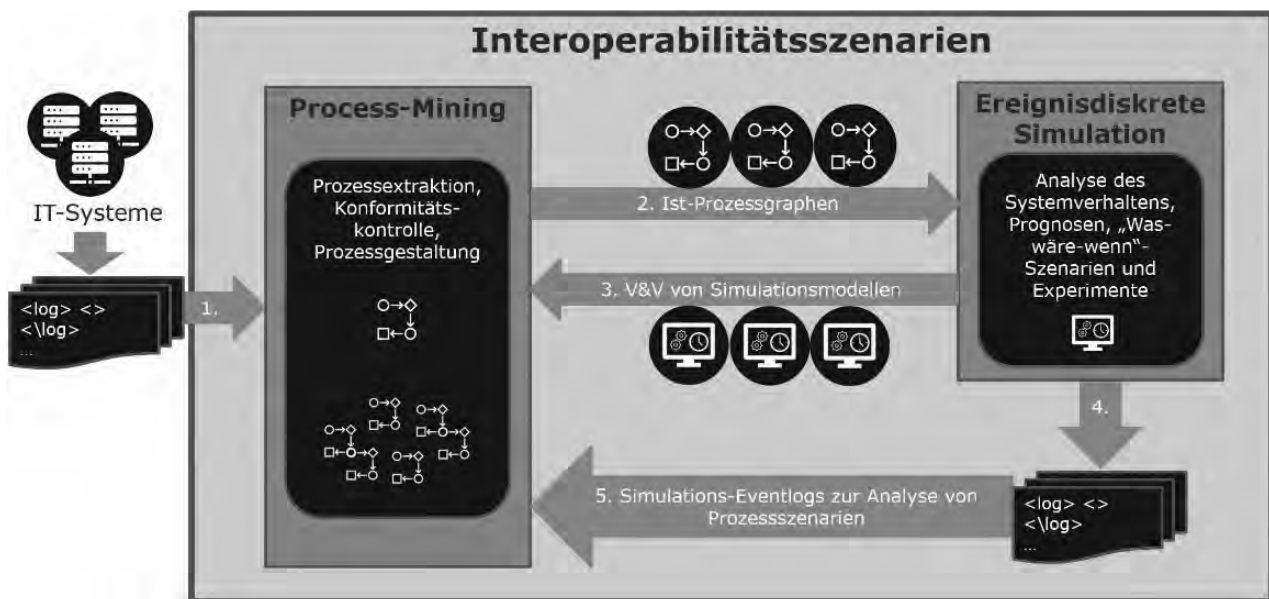 Interoperabilitätsszenarien
IT-Systeme
<log> <>
<\log>
...
1.
Process-Mining
Prozessextraktion,
Konformitäts-
kontrolle,
Prozessgestaltung
2. Ist-Prozessgraphen
3. V&V von Simulationsmodellen
Ereignisdiskrete
Simulation
Analyse des
Systemverhaltens,
Prognosen, „Was-
wäre-wenn“-
Szenarien und
Experimente
4.
5. Simulations-Eventlogs zur Analyse von
Prozessszenarien
<log> <>
<\log>
...